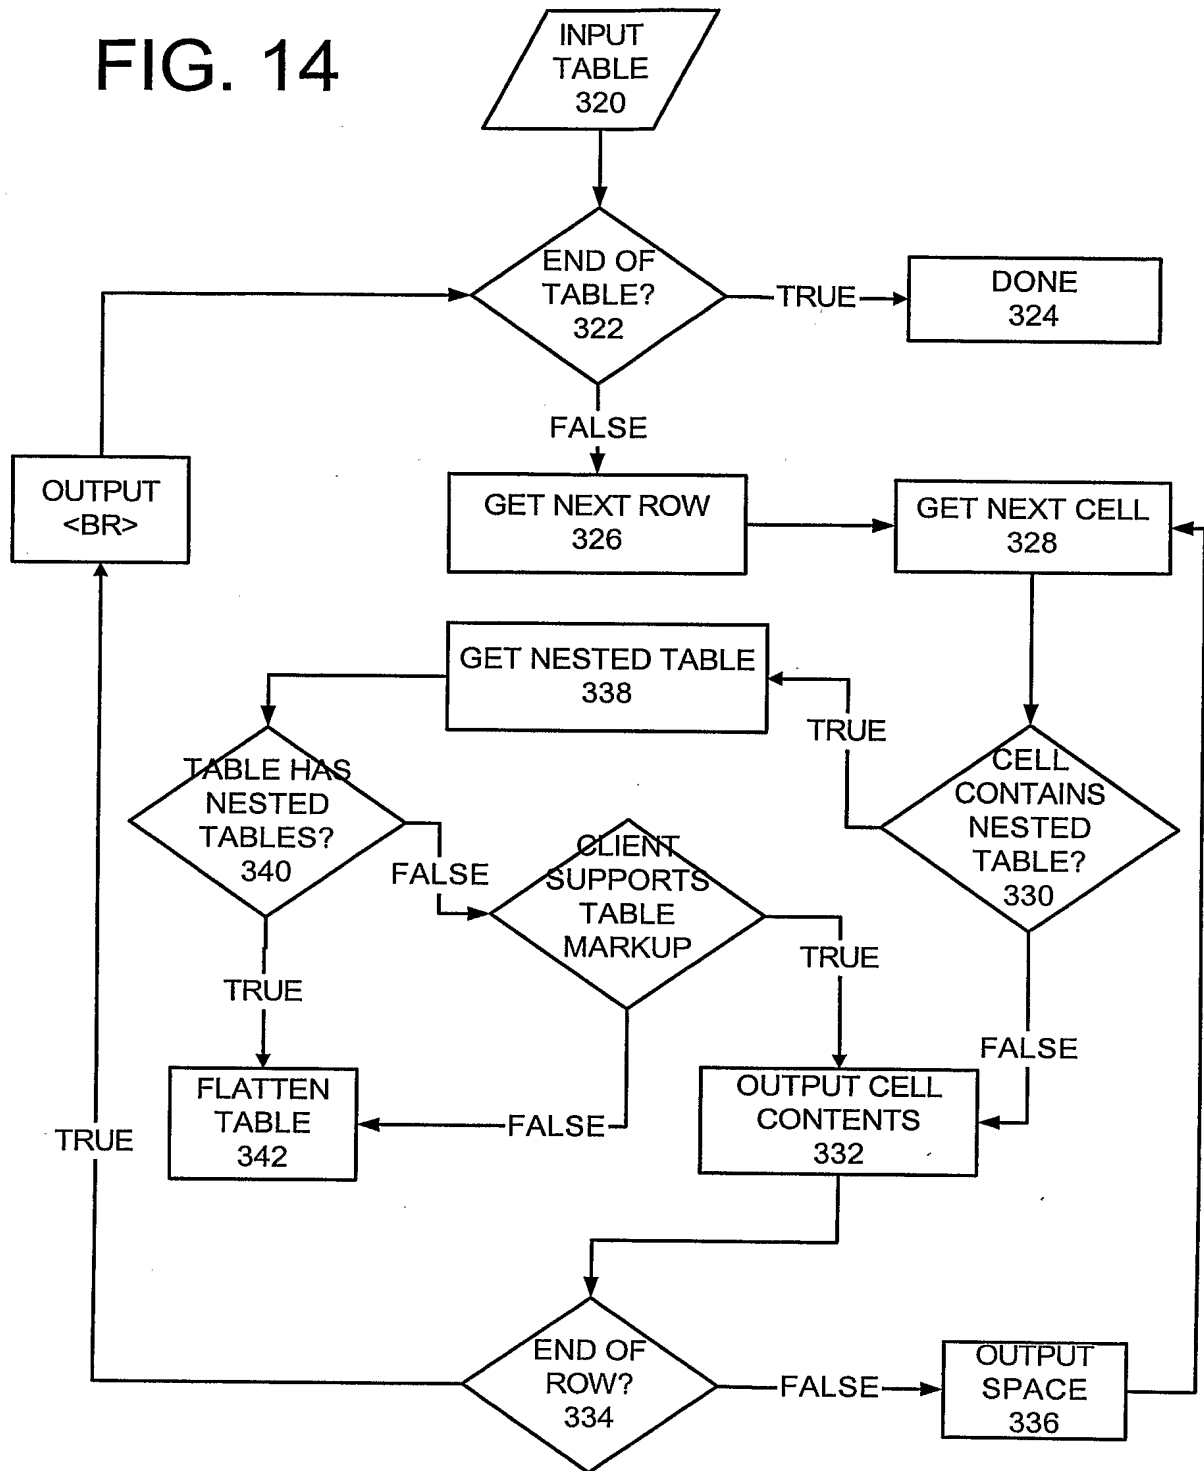 FIG. 14
INPUT
TABLE
320
END OF
TABLE?
322
TRUE
DONE
324
FALSE
OUTPUT
<BR>
GET NEXT ROW
326
GET NEXT CELL
328
GET NESTED TABLE
338
TRUE
TABLE HAS
NESTED
TABLES?
340
FALSE
CLIENT
SUPPORTS
TABLE
MARKUP
CELL
CONTAINS
NESTED
TABLE?
330
TRUE
TRUE
FALSE
FLATTEN
TABLE
342
FALSE
OUTPUT CELL
CONTENTS
332
TRUE
END OF
ROW?
334
FALSE
OUTPUT
SPACE
336